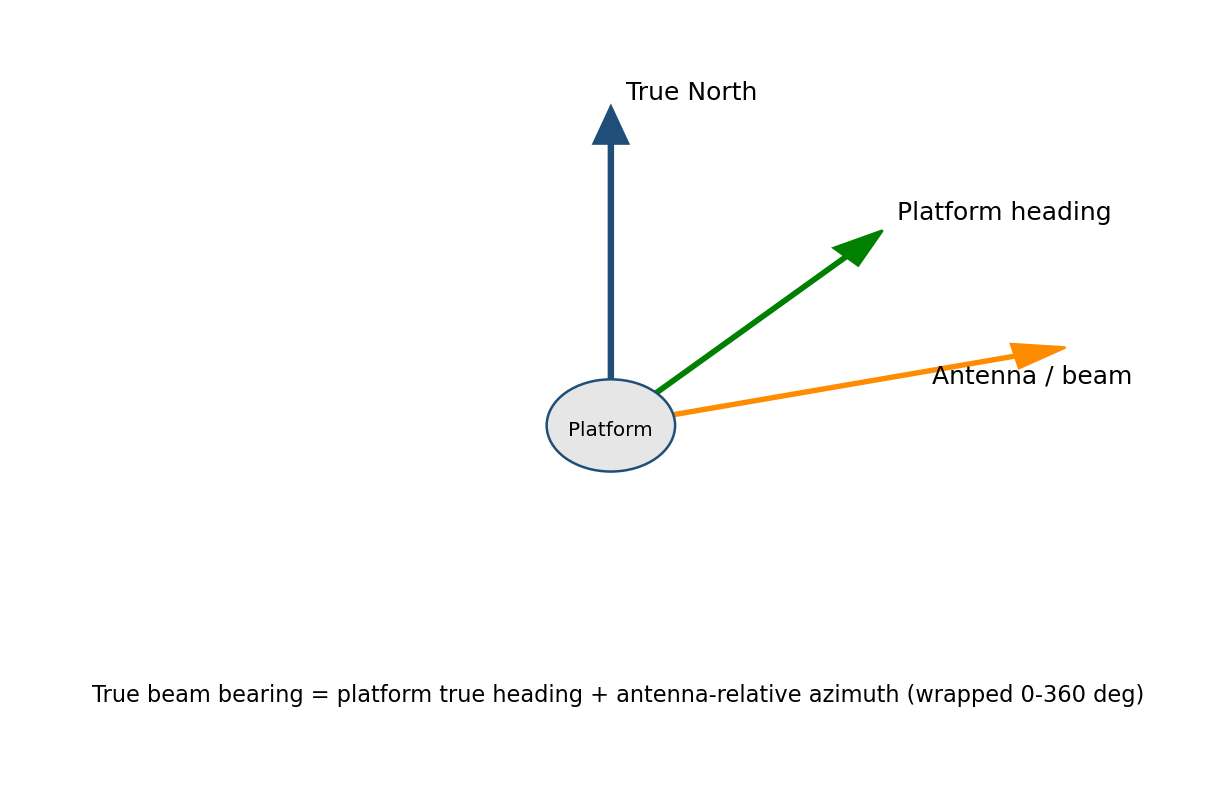 True North
Platform heading
Antenna / beam
Platform
True beam bearing = platform true heading + antenna-relative azimuth (wrapped 0-360 deg)